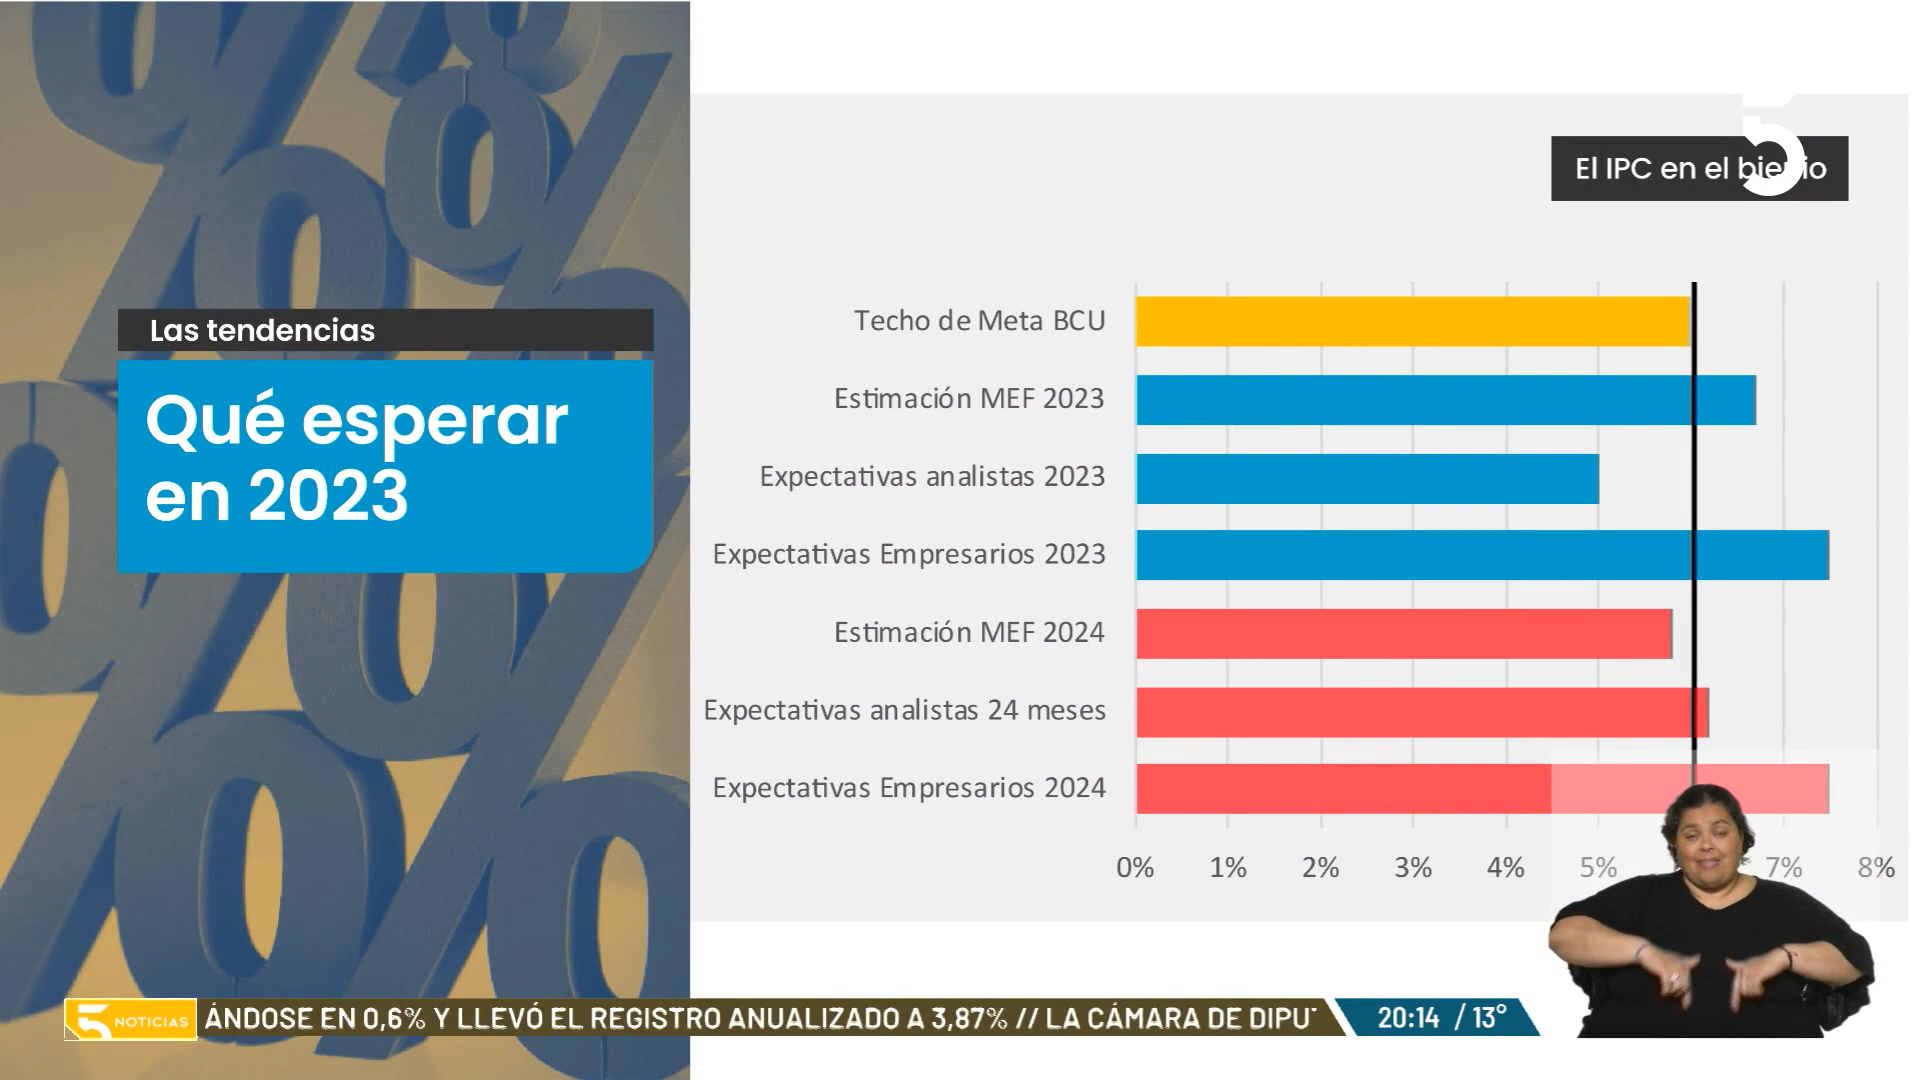 Las tendencias
Qué esperar
en 2023
El IPC en el
Techo de Meta BCU
Estimación MEF 2023
Expectativas analistas 2023
Expectativas Empresarios 2023
Estimación MEF 2024
Expectativas analistas 24 meses
Expectativas Empresarios 2024
0% 1% 2% 3% 4% 5% 7% 8%
5 NOTICIAS
ÁNDOSE EN 0,6% Y LLEVÓ EL REGISTRO ANUALIZADO A 3,87% // LA CÁMARA DE DIPU
20:14 / 13°